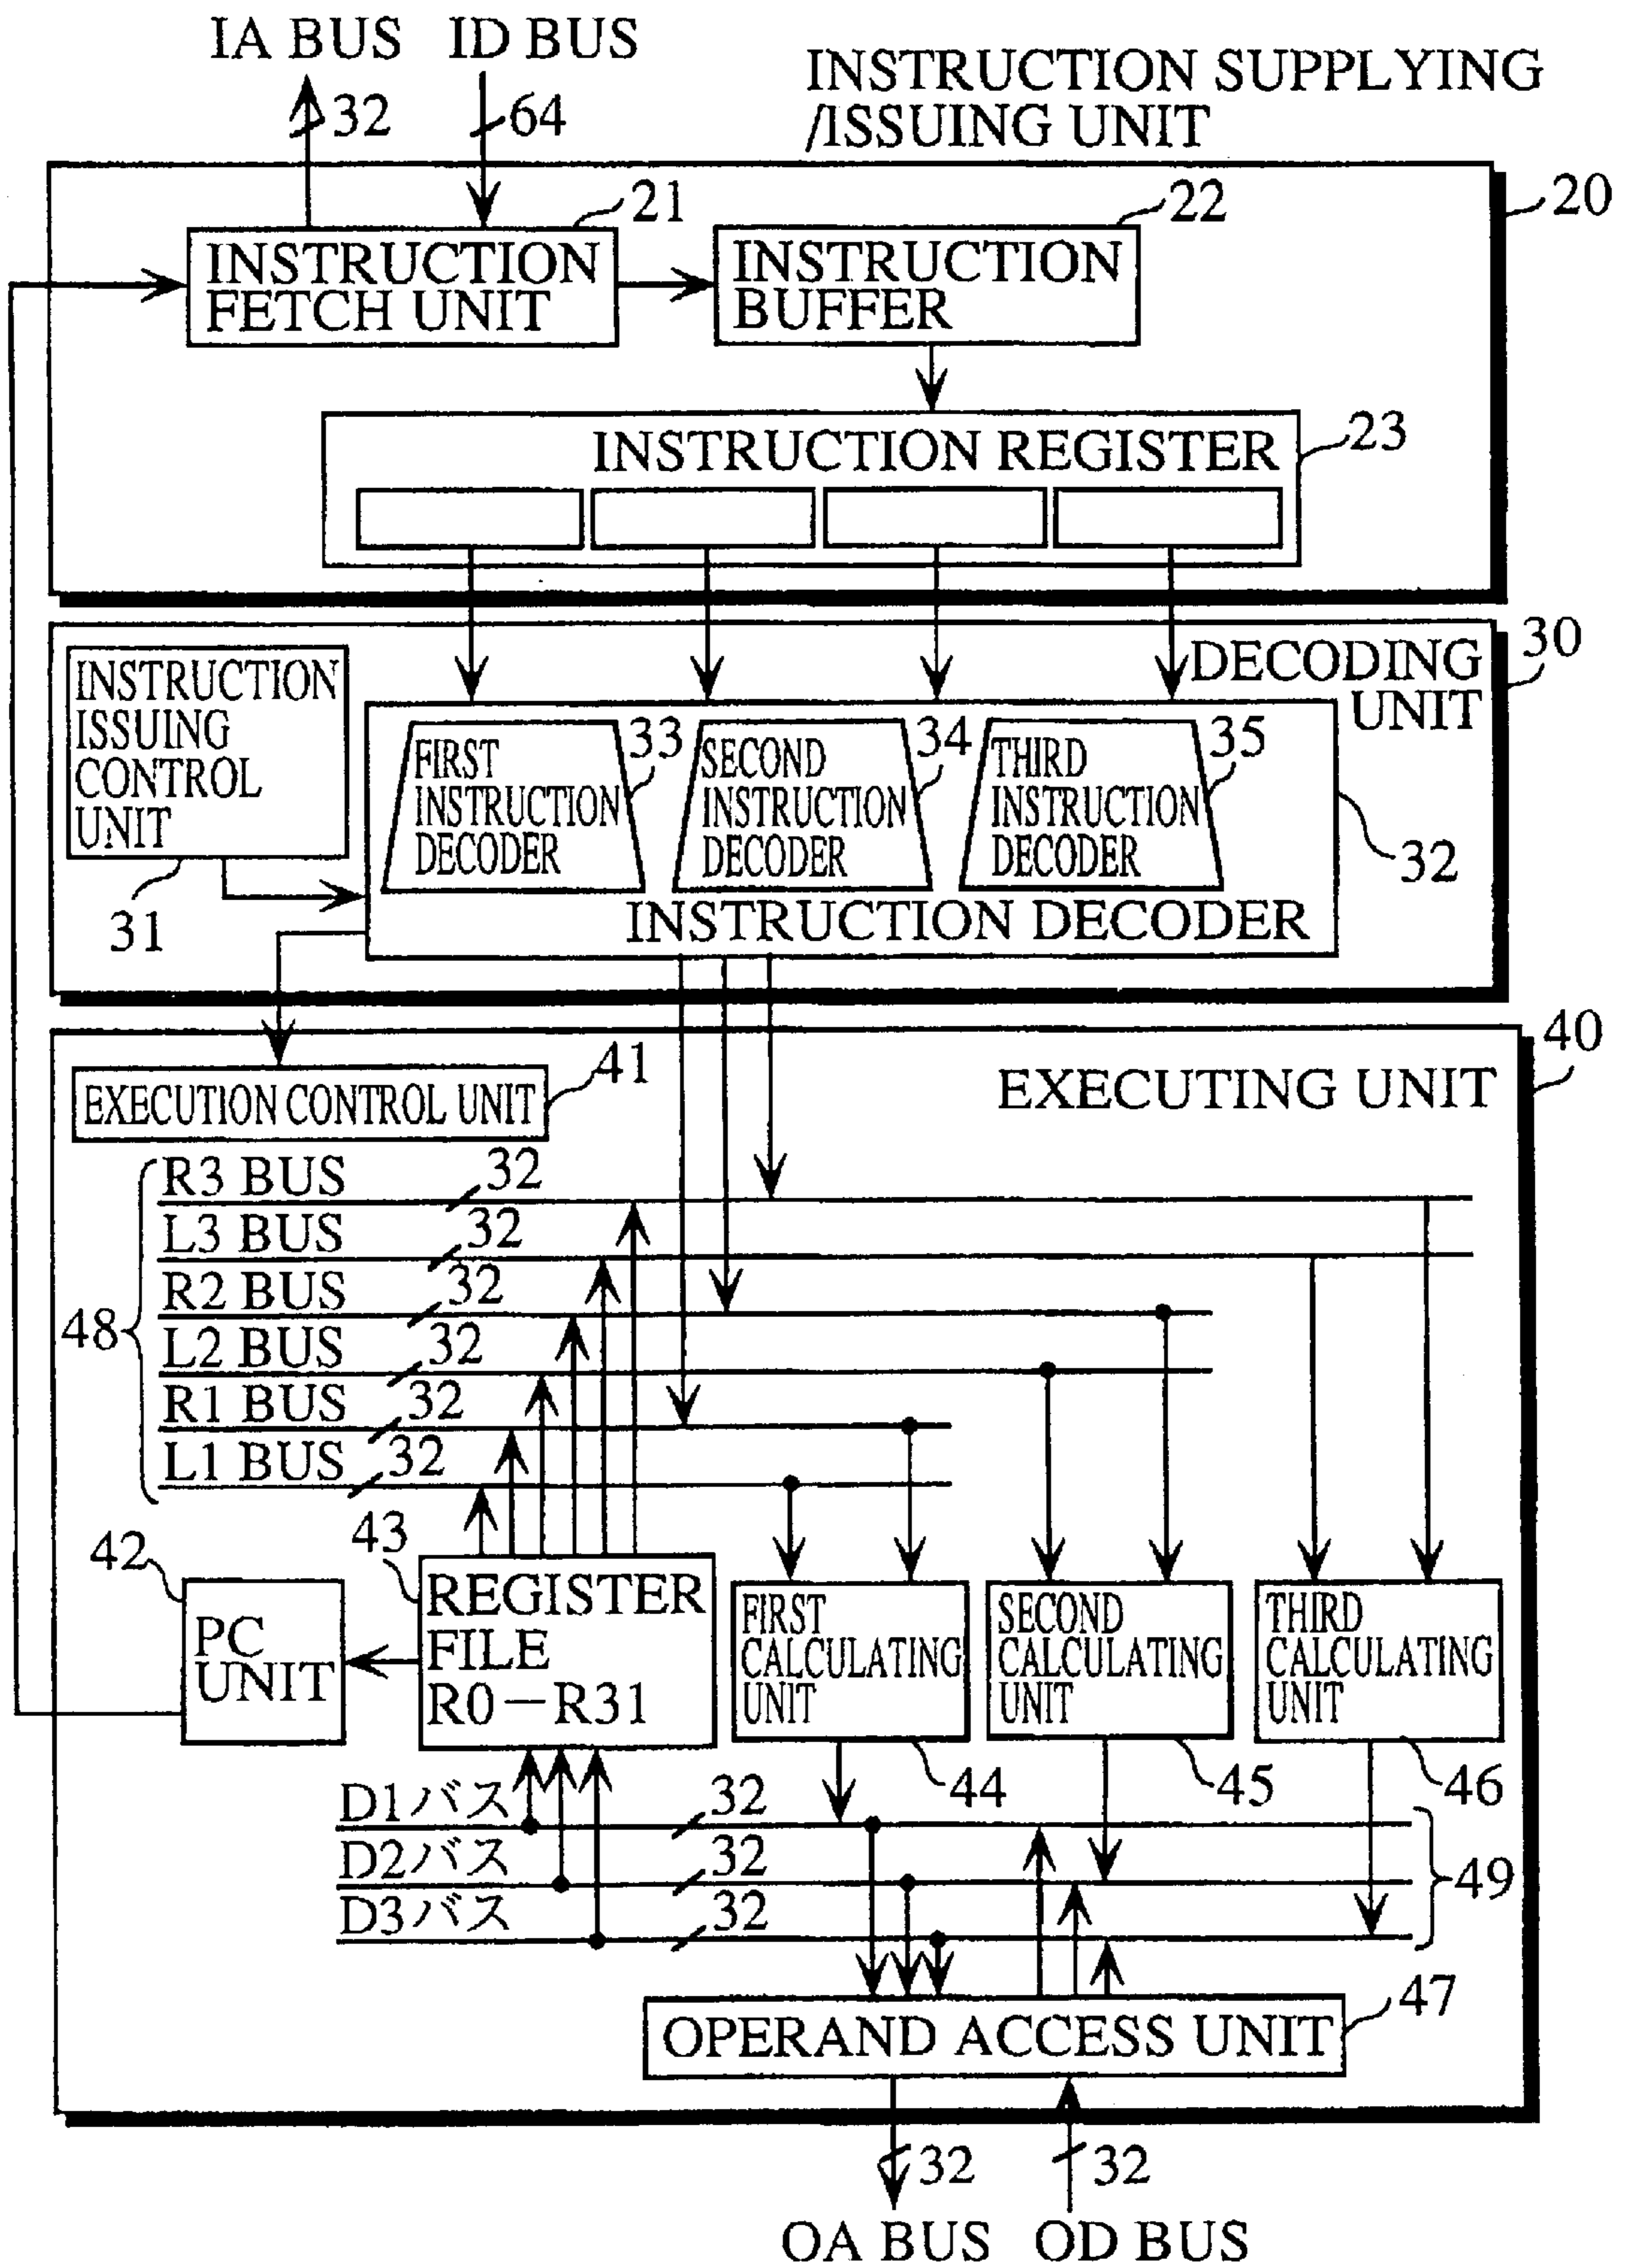 IA BUS
ID BUS
32
64
INSTRUCTION SUPPLYING
/ISSUING UNIT
20
21
22
INSTRUCTION
FETCH UNIT
INSTRUCTION
BUFFER
INSTRUCTION REGISTER
23
30
DECODING
UNIT
INSTRUCTION
ISSUING
CONTROL
UNIT
31
FIRST
INSTRUCTION
DECODER
33
SECOND
INSTRUCTION
DECODER
34
THIRD
INSTRUCTION
DECODER
35
32
INSTRUCTION DECODER
40
EXECUTING UNIT
EXECUTION CONTROL UNIT
41
R3 BUS
32
L3 BUS
32
R2 BUS
32
48
L2 BUS
32
R1 BUS
32
L1 BUS
32
42
PC
UNIT
43
REGISTER
FILE
R0-R31
FIRST
CALCULATING
UNIT
SECOND
CALCULATING
UNIT
THIRD
CALCULATING
UNIT
44
45
46
D1バス
32
D2バス
32
D3バス
32
49
47
OPERAND ACCESS UNIT
32
32
OA BUS
OD BUS